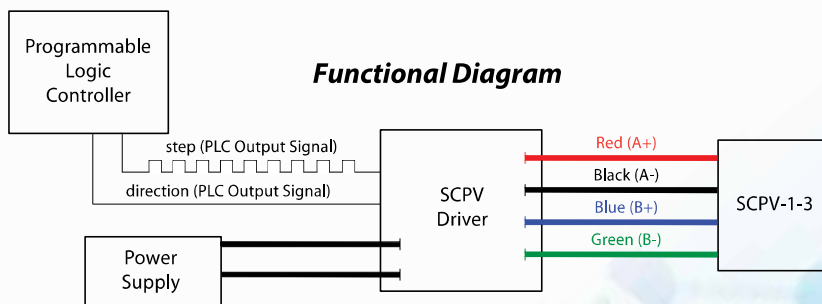 Programmable
Logic
Controller
Functional Diagram
step (PLC Output Signal)
direction (PLC Output Signal)
SCPV
Driver
Red (A+)
Black (A-)
Blue (B+)
Green (B-)
SCPV-1-3
Power
Supply